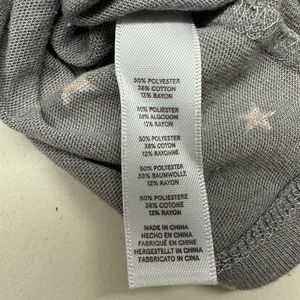 50% POLYESTER
38% COTTON
12% RAYON
50% POLIESTER
38% ALGODON
12% RAYON
50% POLYESTER
38% COTON
12% RAYONNE
50% POLYESTER
38% BAUMWOLLE
12% RAYON
50% POLIESTERE
38% COTONE
12% RAYON
MADE IN CHINA
HECHO EN CHINA
FABRIQUÉ EN CHINE
HERGESTELLT IN CHINA
FABBRICATO IN CINA